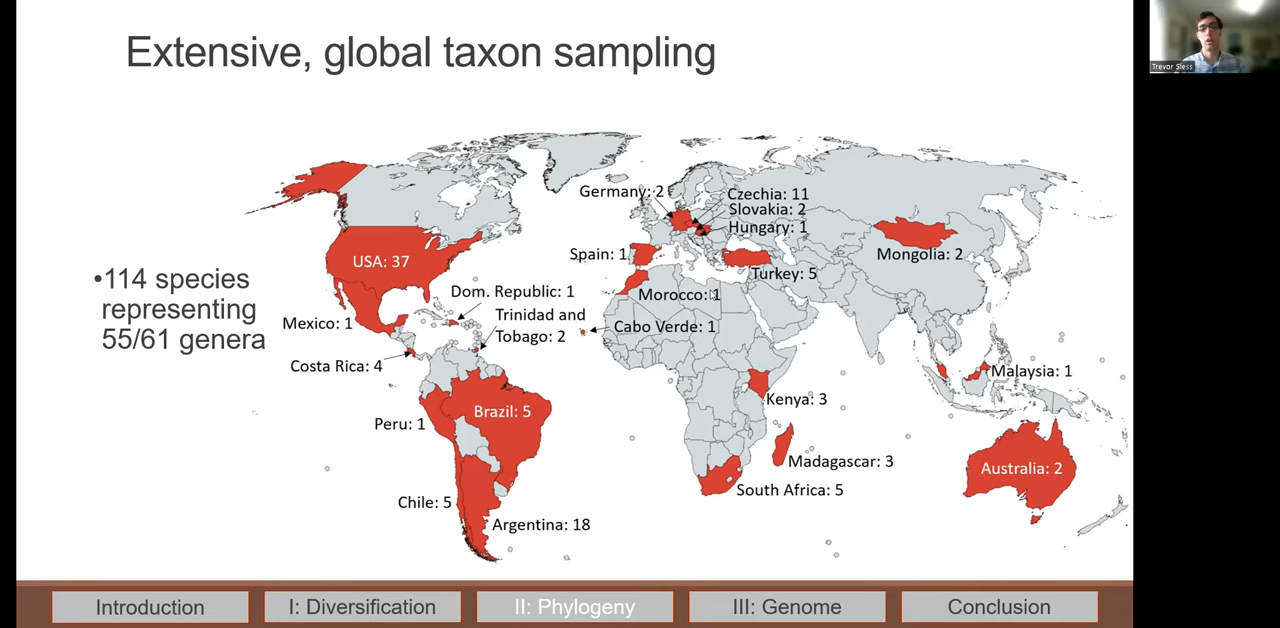 Extensive, global taxon sampling
Trevor Sless
•114 species
representing
55/61 genera
Germany: 2
Czechia: 11
Slovakia: 2
Hungary: 1
USA: 37
Spain: 1
Mongolia: 2
Turkey: 5
Dom. Republic: 1
Morocco: 1
Mexico: 1
Trinidad and
Tobago: 2
Cabo Verde: 1
Costa Rica: 4
Malaysia: 1
Kenya: 3
Brazil: 5
Peru: 1
Madagascar: 3
Australia: 2
South Africa: 5
Chile: 5
Argentina: 18
Introduction
I: Diversification
II: Phylogeny
III: Genome
Conclusion